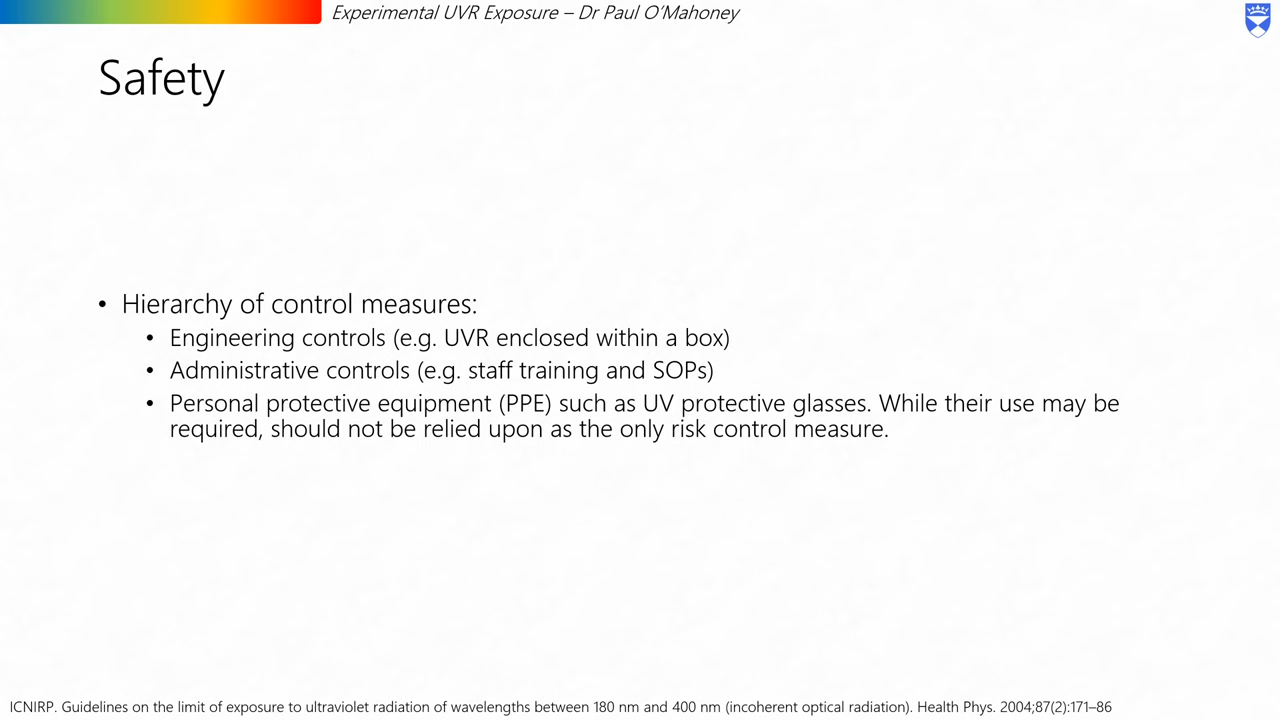 Experimental UVR Exposure – Dr Paul O’Mahoney
Safety
• Hierarchy of control measures:
• Engineering controls (e.g. UVR enclosed within a box)
• Administrative controls (e.g. staff training and SOPs)
• Personal protective equipment (PPE) such as UV protective glasses. While their use may be
required, should not be relied upon as the only risk control measure.
ICNIRP. Guidelines on the limit of exposure to ultraviolet radiation of wavelengths between 180 nm and 400 nm (incoherent optical radiation). Health Phys. 2004;87(2):171–86